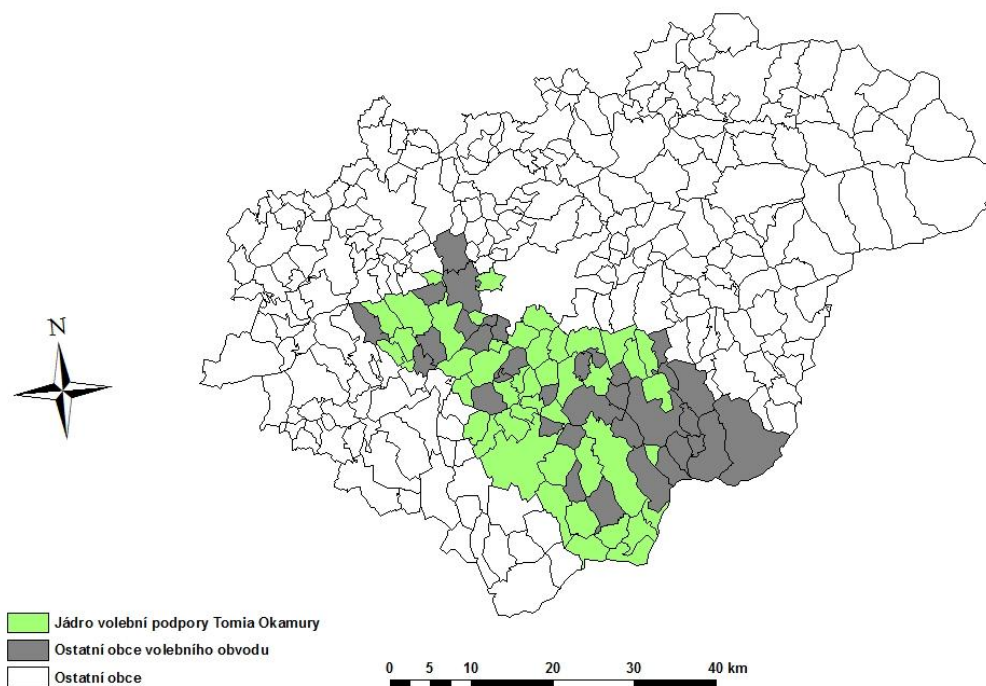 N
Jádro volební podpory Tomia Okamury
Ostatní obce volebního obvodu
Ostatní obce
0 5 10 20 30 40 km